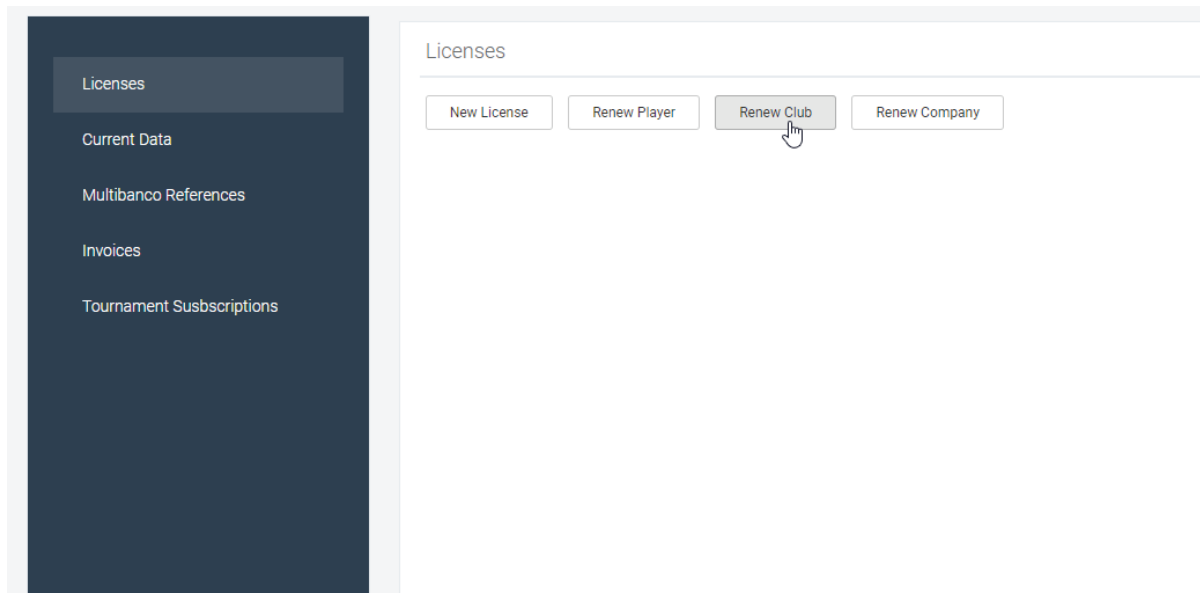 Licenses
Current Data
Multibanco References
Invoices
Tournament Susbscriptions
Licenses
New License Renew Player Renew Club Renew Company